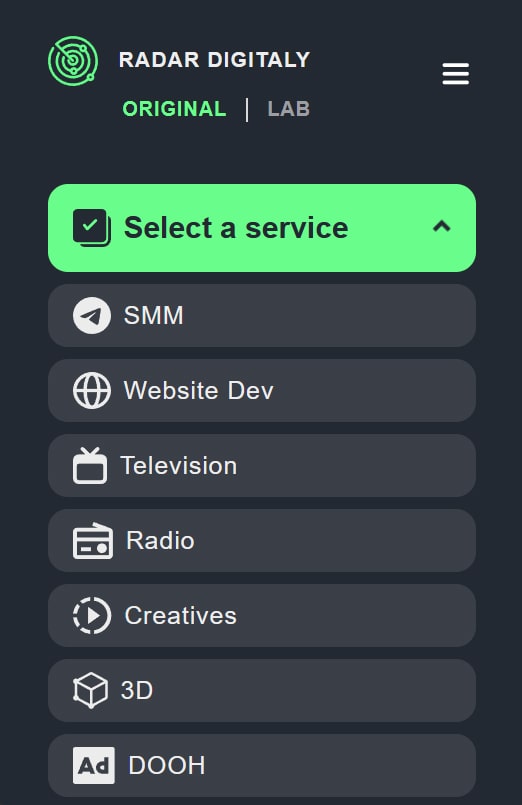 RADAR DIGITALY
ORIGINAL | LAB
Select a service
SMM
Website Dev
Television
Radio
Creatives
3D
Ad DOOH